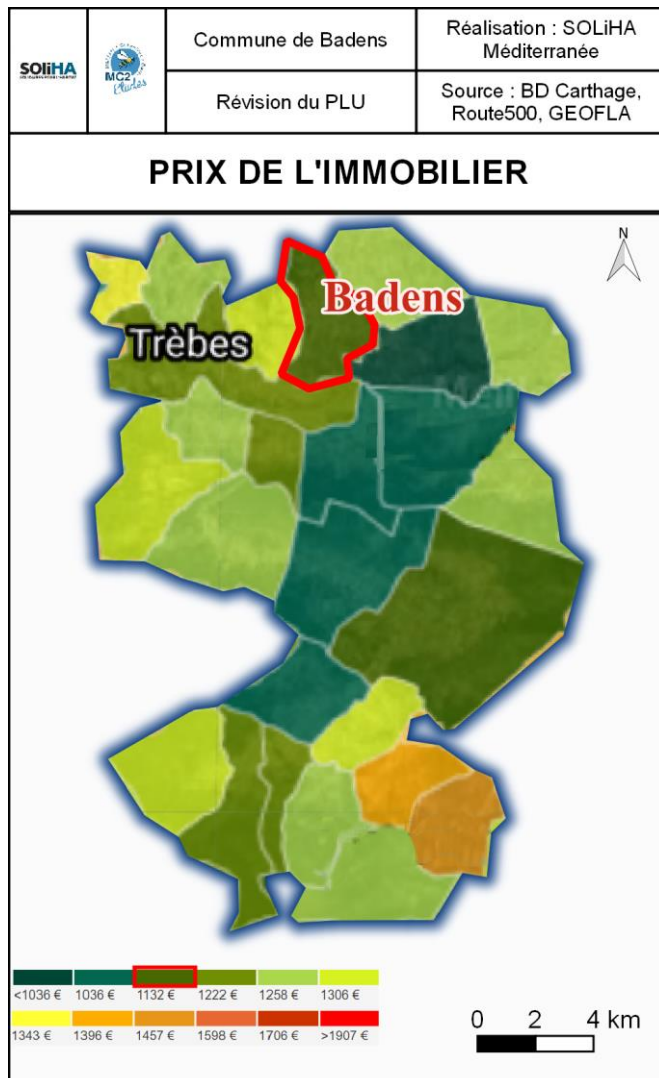 SOLiHA
MC2
Études
Commune de Badens
Réalisation : SOLiHA
Méditerranée
Révision du PLU
Source : BD Carthage,
Route500, GEOFLA
PRIX DE L'IMMOBILIER
N
Badens
Trèbes
<1036 €
1036 €
1132 €
1222 €
1258 €
1306 €
1343 €
1396 €
1457 €
1598 €
1706 €
>1907 €
0 2 4 km